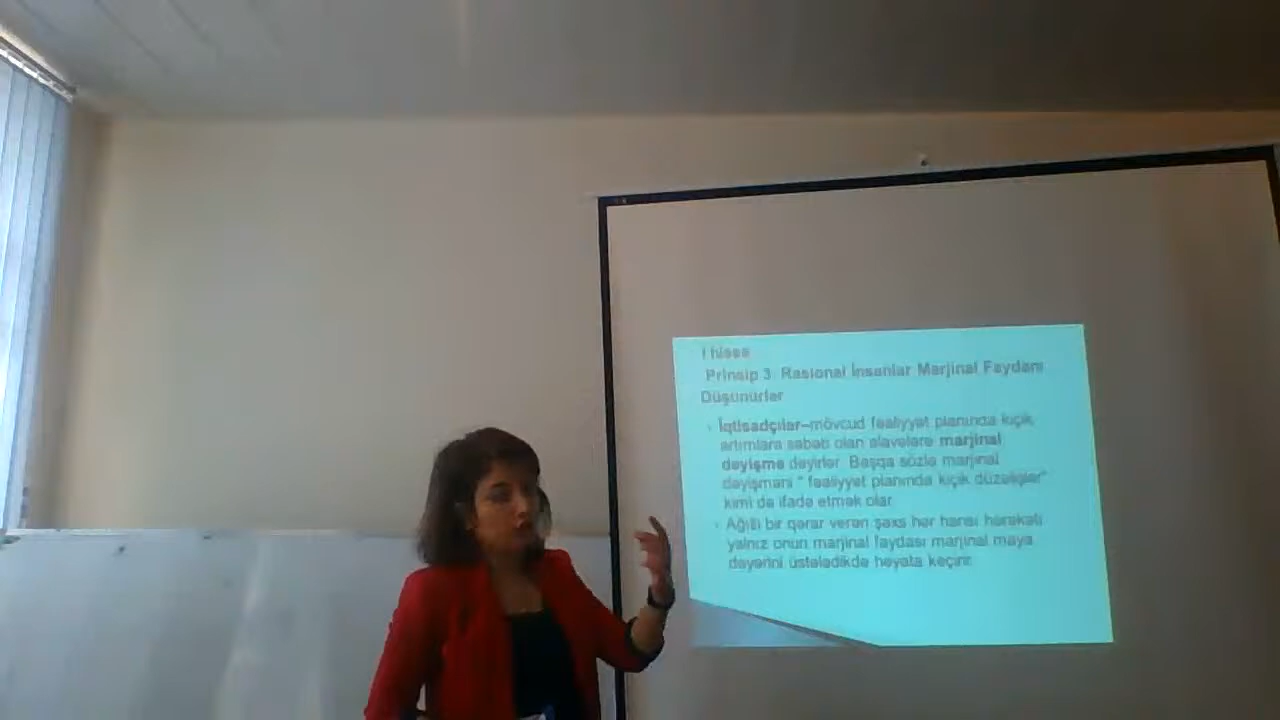 I hissə
Prinsip 3: Rasional İnsanlar Marjinal Faydanı
Düşünürlər
İqtisadçılar–mövcud fəaliyyət planında kiçik
artımlara səbəb olan əlavələrə marjinal
dəyişmə deyirlər. Başqa sözlə marjinal
dəyişməni " fəaliyyət planında kiçik düzəlişlər"
kimi də ifadə etmək olar.
Ağıllı bir qərar verən şəxs hər hansı hərəkəti
yalnız onun marjinal faydası marjinal maya
dəyərini üstələdikdə həyata keçirir.